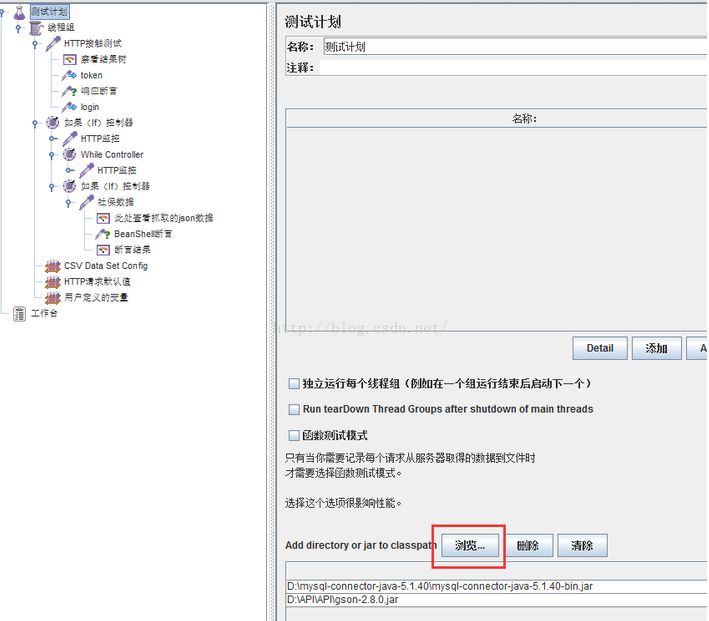 测试计划
线程组
HTTP接触测试
察看结果树
token
响应断言
login
如果（If）控制器
HTTP监控
While Controller
HTTP监控
如果（If）控制器
社保数据
此处查看抓取的json数据
BeanShell断言
断言结果
CSV Data Set Config
HTTP请求默认值
用户定义的变量
工作台
测试计划
名称： 测试计划
注释：
名称：
http://blog.csdn.net/
Detail 添加 A
独立运行每个线程组（例如在一个组运行结束后启动下一个）
Run tearDown Thread Groups after shutdown of main threads
函数测试模式
只有当你需要记录每个请求从服务器取得的数据到文件时
才需要选择函数测试模式。
选择这个选项很影响性能。
Add directory or jar to classpath 浏览... 删除 清除
D:\mysql-connector-java-5.1.40\mysql-connector-java-5.1.40-bin.jar
D:\API\API\gson-2.8.0.jar